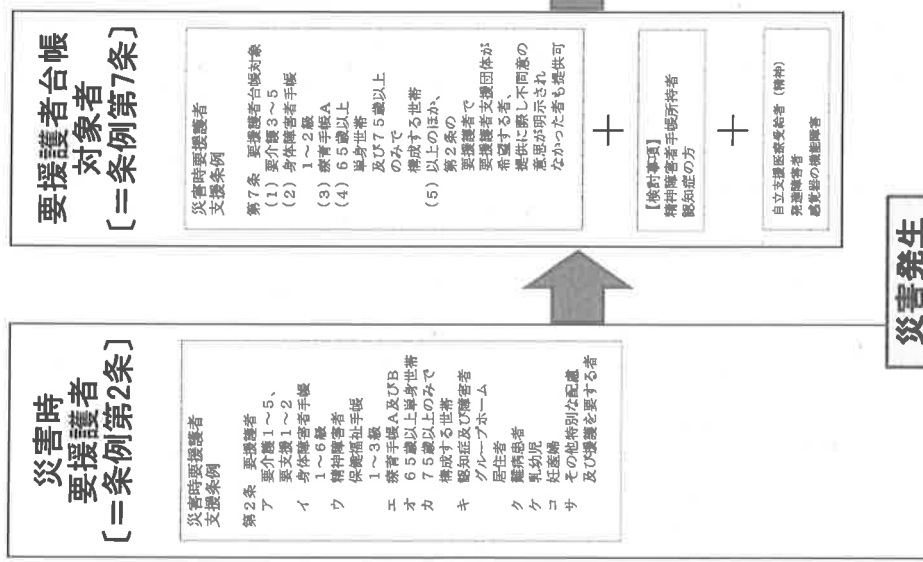 災害時
要援護者
〔＝条例第2条〕
災害時要援護者
支援条例
第２条 要援護者
ア 要介護１～５、
要支援１～２
イ 身体障害者手帳
１～６級
ウ 精神障害者
保健福祉手帳
１～３級
エ 療育手帳Ａ及びＢ
オ ６５歳以上単身世帯
カ ７５歳以上のみで
構成する世帯
キ 認知症及び障害者
グループホーム
居住者
ク 難病患者
ケ 乳幼児
コ 妊産婦
サ その他特別な配慮
及び援護を要する者
要援護者台帳
対象者
〔＝条例第7条〕
災害時要援護者
支援条例
第７条 要援護者台帳対象
（１）要介護３～５
（２）身体障害者手帳
１～２級
（３）療育手帳Ａ
（４）６５歳以上
単身世帯
及び７５歳以上
のみで
構成する世帯
（５）以上のほか、
第２条の
要援護者で
要援護者支援団体が
希望する者、
提供に際し不同意の
意思が明示され
なかった者も提供可
＋
【検討事項】
精神障害者手帳所持者
認知症の方
＋
自立支援医療受給者（精神）
発達障害者
感覚器の機能障害
災害発生